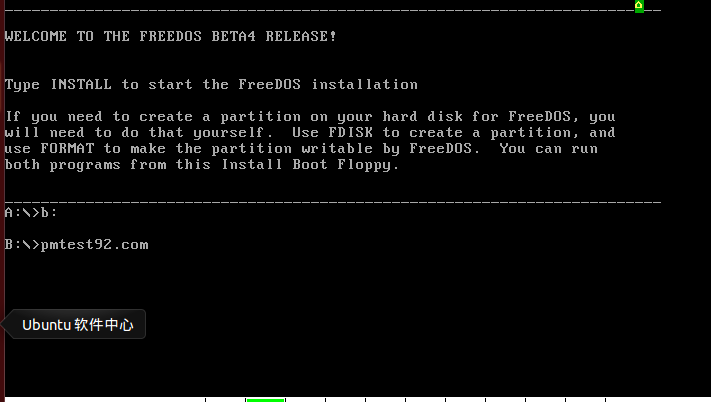 WELCOME TO THE FREEDOS BETA4 RELEASE!
Type INSTALL to start the FreeDOS installation
If you need to create a partition on your hard disk for FreeDOS, you
will need to do that yourself.  Use FDISK to create a partition, and
use FORMAT to make the partition writable by FreeDOS.  You can run
both programs from this Install Boot Floppy.
A:\>b:
B:\>pmtest92.com
Ubuntu 软件中心